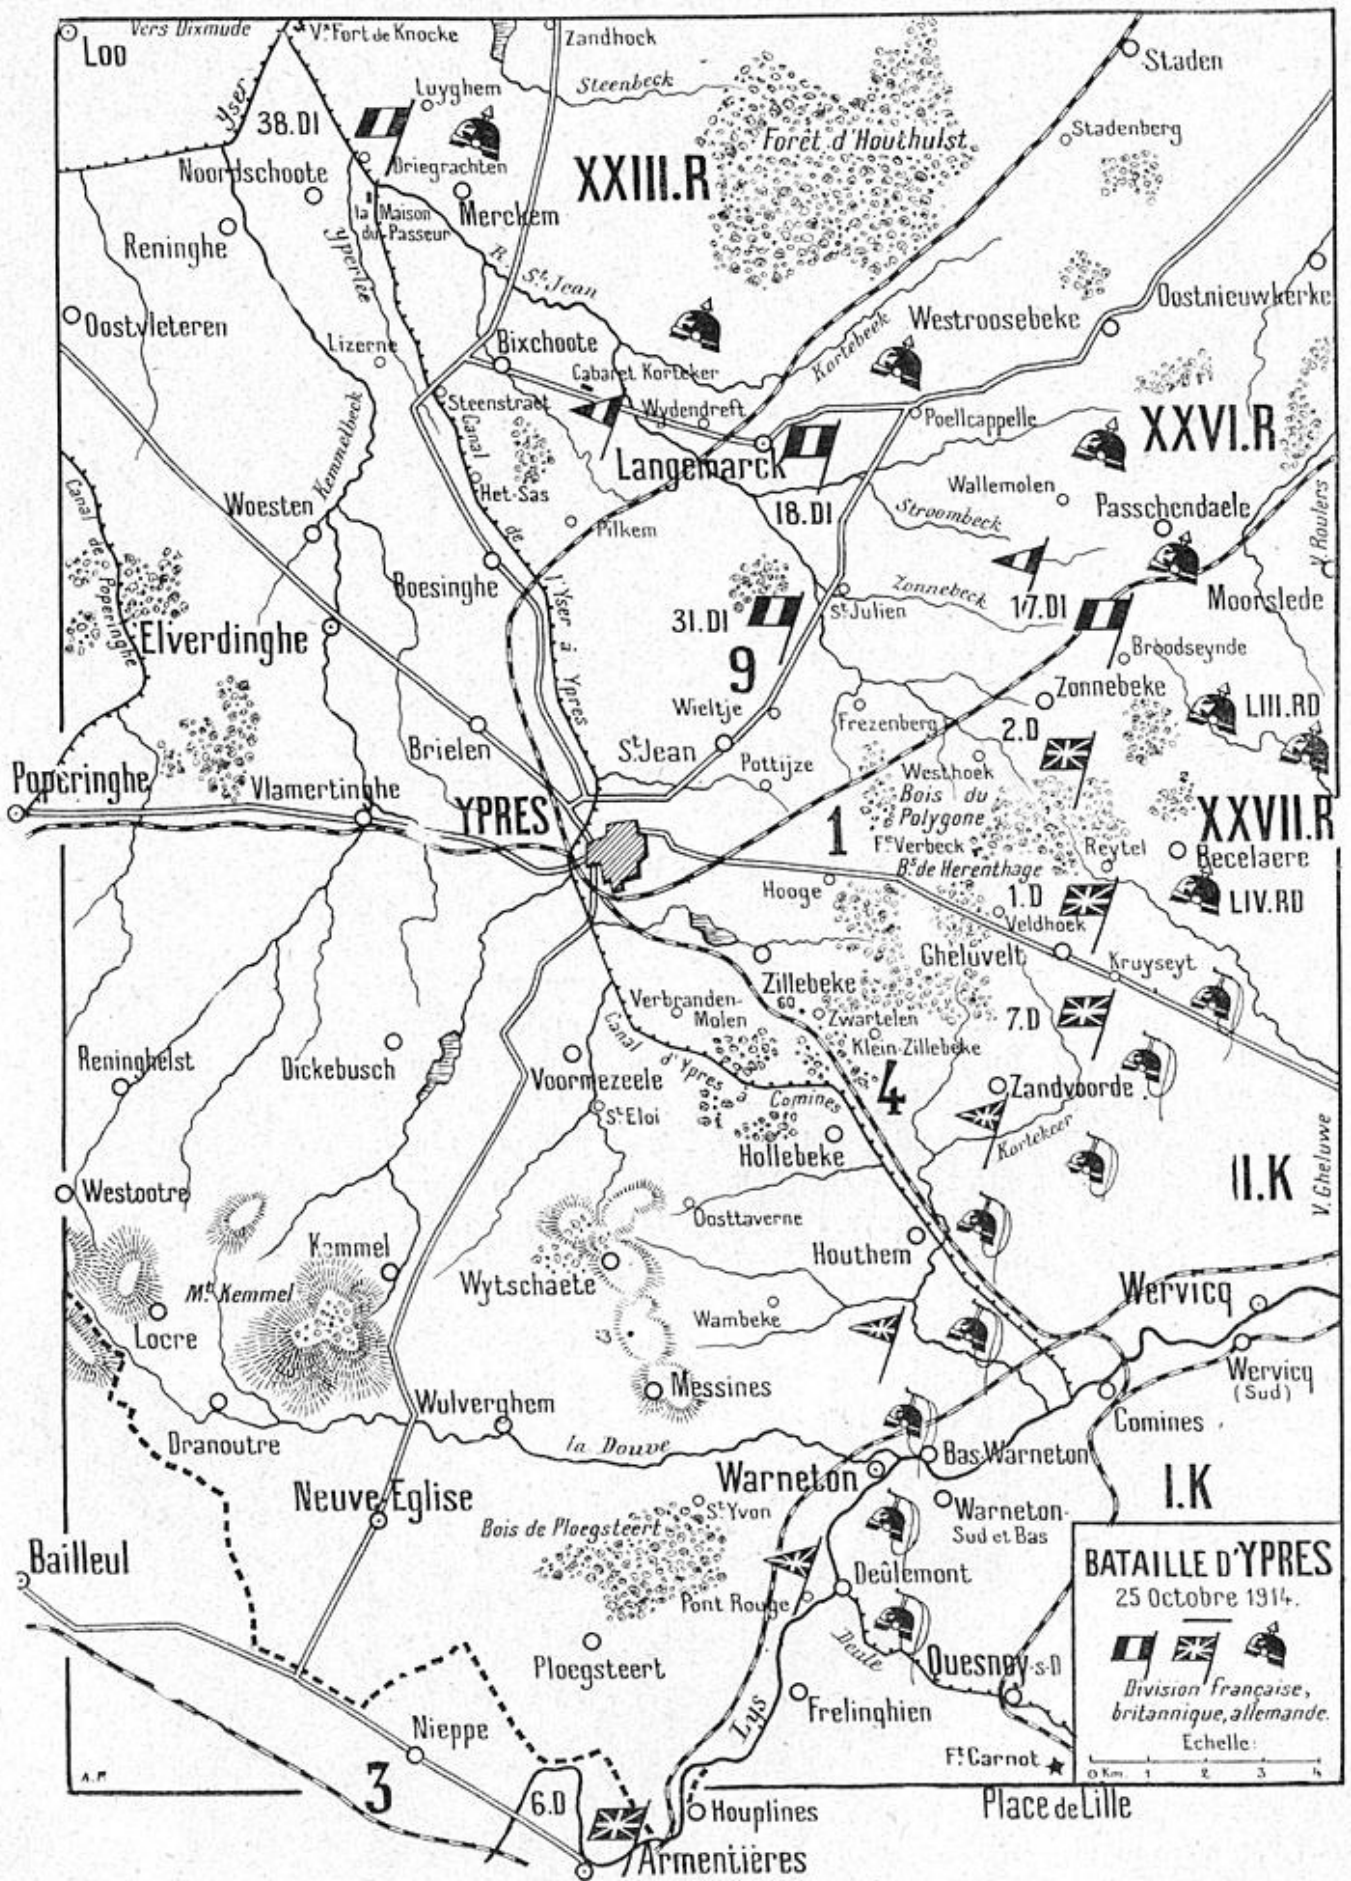 Vers Dixmude
Vx Fort de Knocke
Zandhock
Loo
Staden
Steenbeck
Luyghem
Yser
38.DI
Forêt d'Houthulst
Stadenberg
XXIII.R
Driegrachten
Noordschoote
la Maison
du Passeur
Merckem
Reninghe
Yperlée
R. St. Jean
Oostnieuwkerke
Oostvleteren
Westroosebeke
Lizerne
Bixchoote
Kortebeek
Cabaret Korteker
Steenstraet
Wydendreft
Poelcappelle
XXVI.R
Langemarck
Kemmelbeck
Canal
de
l'Yser à Ypres
Het-Sas
Wallemolen
Passchendaele
Woesten
18.DI
Stroombeck
Pilkem
V. Roulers
Canal de Poperinghe
Boesinghe
Zonnebeck
Moorslede
St Julien
17.DI
31.DI
Elverdinghe
Broodseynde
9
Zonnebeke
Wieltje
Frezenberg
LIII.RD
2.D
Brielen
St Jean
Pottijze
Westhoek
Poperinghe
Vlamertinghe
Bois du
Polygone
YPRES
1
XXVII.R
Fe Verbeck
Reytel
Becelaere
Bs de Herenthage
Hooge
1.D
LIV.RD
Veldhoek
Gheluvelt
Kruyseyt
Zillebeke
60
Verbranden-
Molen
Zwartelen
7.D
Canal d'Ypres à Comines
Klein-Zillebeke
Reninghelst
Dickebusch
Voormezeele
4
Zandvoorde
St Eloi
Kortekeer
Hollebeke
V. Gheluwe
II.K
Westootre
Oosttaverne
Kemmel
Houthem
Mt Kemmel
Wytschaete
Wervicq
Locre
Wambeke
63
Wervicq
(Sud)
Messines
Wulverghem
Comines
Dranoutre
la Douve
Bas-Warneton
Warneton
I.K
Neuve Eglise
St Yvon
Warneton-
Sud et Bas
Bois de Ploegsteert
Bailleul
Deûlemont
Pont Rouge
Deule
Ploegsteert
Quesnoy-s-D
Lys
Frelinghien
Nieppe
Ft Carnot
3
6.D
Houplines
Place de Lille
Armentières
A.P.
BATAILLE D'YPRES
25 Octobre 1914.
Division française,
britannique, allemande.
Echelle:
0 Km. 1 2 3 4